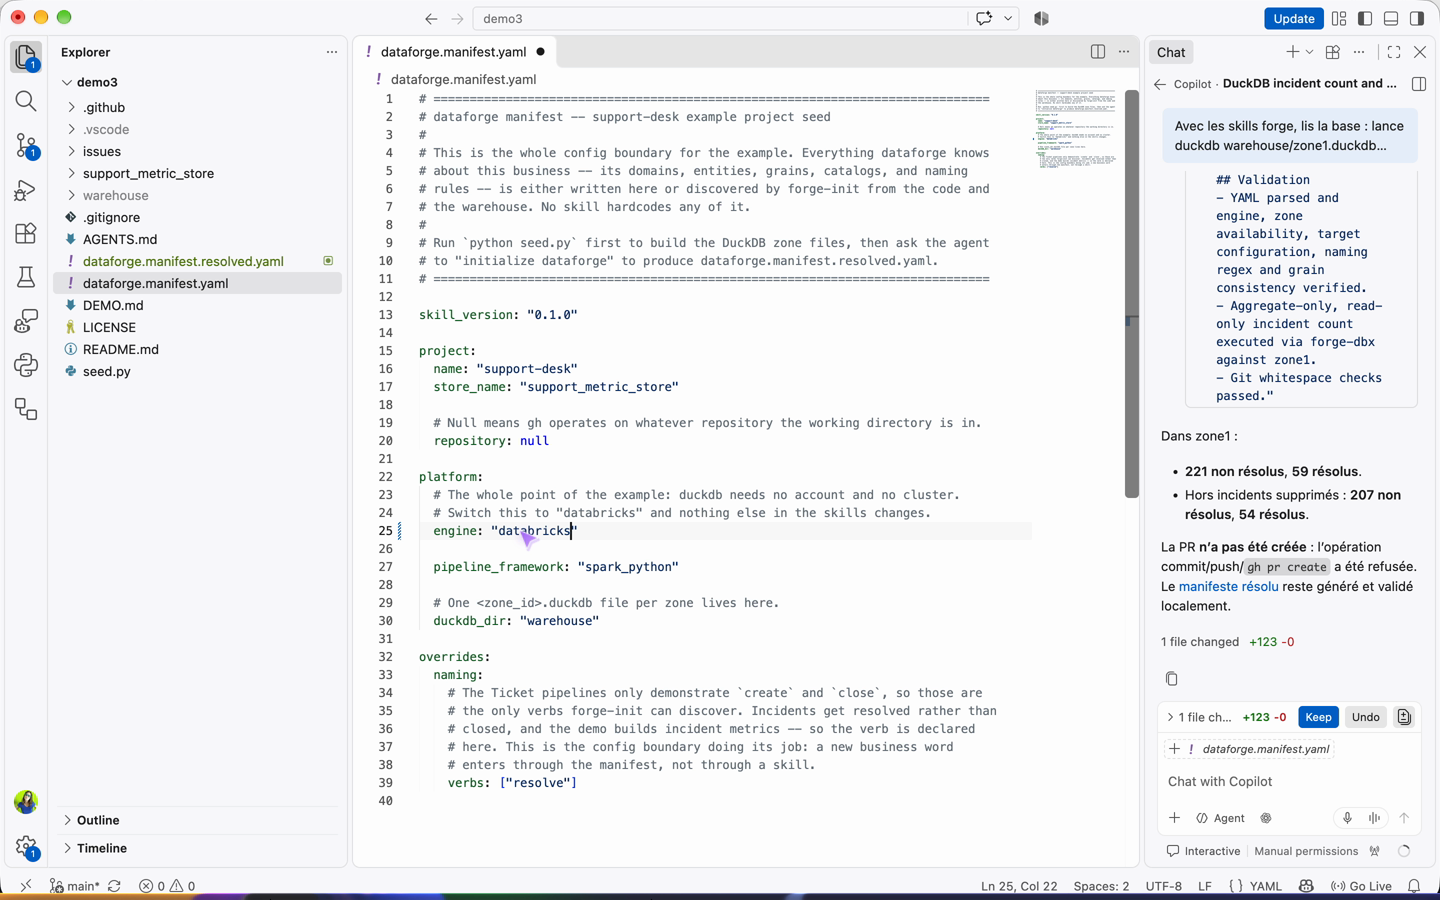 demo3
Update
Explorer
demo3
.github
.vscode
issues
support_metric_store
warehouse
.gitignore
AGENTS.md
dataforge.manifest.resolved.yaml
dataforge.manifest.yaml
DEMO.md
LICENSE
README.md
seed.py
Outline
Timeline
1
1
1
! dataforge.manifest.yaml
! dataforge.manifest.yaml
1 # =============================================================================
2 # dataforge manifest -- support-desk example project seed
3 #
4 # This is the whole config boundary for the example. Everything dataforge knows
5 # about this business -- its domains, entities, grains, catalogs, and naming
6 # rules -- is either written here or discovered by forge-init from the code and
7 # the warehouse. No skill hardcodes any of it.
8 #
9 # Run `python seed.py` first to build the DuckDB zone files, then ask the agent
10 # to "initialize dataforge" to produce dataforge.manifest.resolved.yaml.
11 # =============================================================================
12
13 skill_version: "0.1.0"
14
15 project:
16 name: "support-desk"
17 store_name: "support_metric_store"
18
19 # Null means gh operates on whatever repository the working directory is in.
20 repository: null
21
22 platform:
23 # The whole point of the example: duckdb needs no account and no cluster.
24 # Switch this to "databricks" and nothing else in the skills changes.
25 engine: "databricks"
26
27 pipeline_framework: "spark_python"
28
29 # One <zone_id>.duckdb file per zone lives here.
30 duckdb_dir: "warehouse"
31
32 overrides:
33 naming:
34 # The Ticket pipelines only demonstrate `create` and `close`, so those are
35 # the only verbs forge-init can discover. Incidents get resolved rather than
36 # closed, and the demo builds incident metrics -- so the verb is declared
37 # here. This is the config boundary doing its job: a new business word
38 # enters through the manifest, not through a skill.
39 verbs: ["resolve"]
40
Chat
Copilot · DuckDB incident count and ...
Avec les skills forge, lis la base : lance
duckdb warehouse/zone1.duckdb...
## Validation
- YAML parsed and
engine, zone
availability, target
configuration, naming
regex and grain
consistency verified.
- Aggregate-only, read-
only incident count
executed via forge-dbx
against zone1.
- Git whitespace checks
passed."
Dans zone1 :
• 221 non résolus, 59 résolus.
• Hors incidents supprimés : 207 non
résolus, 54 résolus.
La PR n'a pas été créée : l'opération
commit/push/gh pr create a été refusée.
Le manifeste résolu reste généré et validé
localement.
1 file changed +123 -0
1 file ch... +123 -0 Keep Undo
! dataforge.manifest.yaml
Chat with Copilot
Agent
Interactive Manual permissions
main* 0 0 Ln 25, Col 22 Spaces: 2 UTF-8 LF { } YAML Go Live